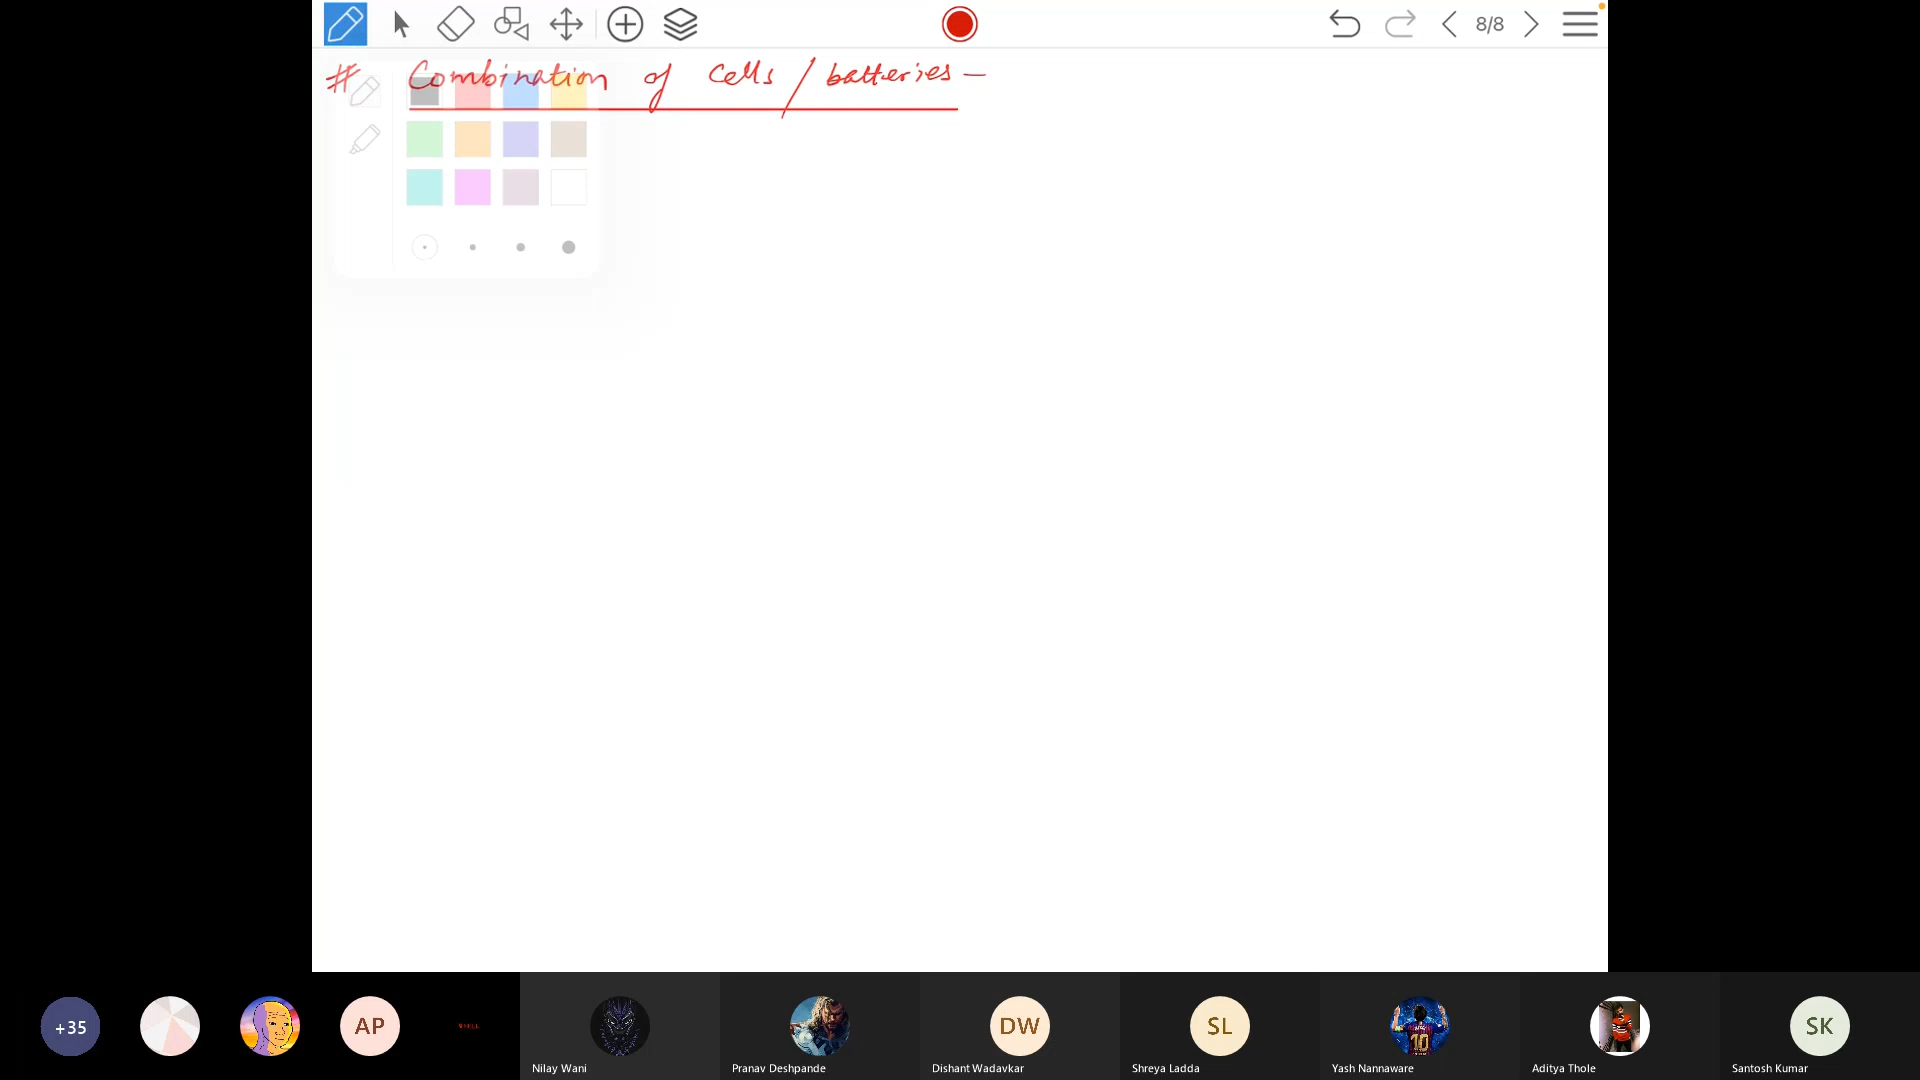 8/8
# Combination of cells / batteries –
+35
AP
DW
SL
10
SK
Nilay Wani
Pranav Deshpande
Dishant Wadavkar
Shreya Ladda
Yash Nannaware
Aditya Thole
Santosh Kumar